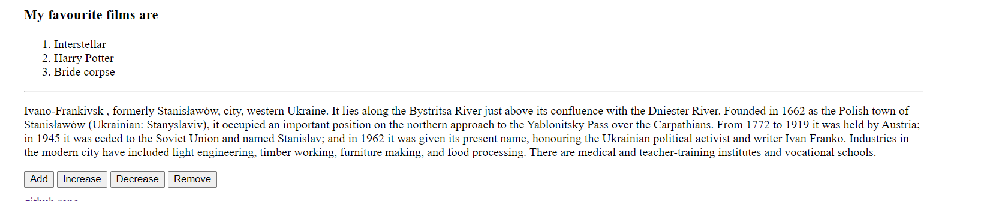 My favourite films are
1. Interstellar
2. Harry Potter
3. Bride corpse
Ivano-Frankivsk , formerly Stanisławów, city, western Ukraine. It lies along the Bystritsa River just above its confluence with the Dniester River. Founded in 1662 as the Polish town of
Stanisławów (Ukrainian: Stanyslaviv), it occupied an important position on the northern approach to the Yablonitsky Pass over the Carpathians. From 1772 to 1919 it was held by Austria;
in 1945 it was ceded to the Soviet Union and named Stanislav; and in 1962 it was given its present name, honouring the Ukrainian political activist and writer Ivan Franko. Industries in
the modern city have included light engineering, timber working, furniture making, and food processing. There are medical and teacher-training institutes and vocational schools.
Add Increase Decrease Remove